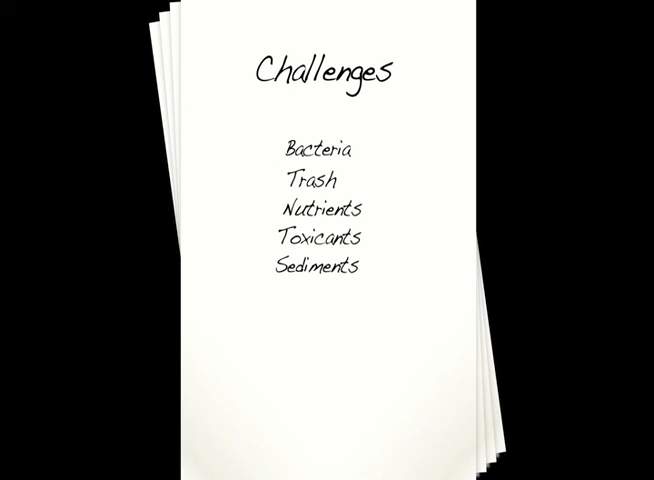 Challenges
Bacteria
Trash
Nutrients
Toxicants
Sediments